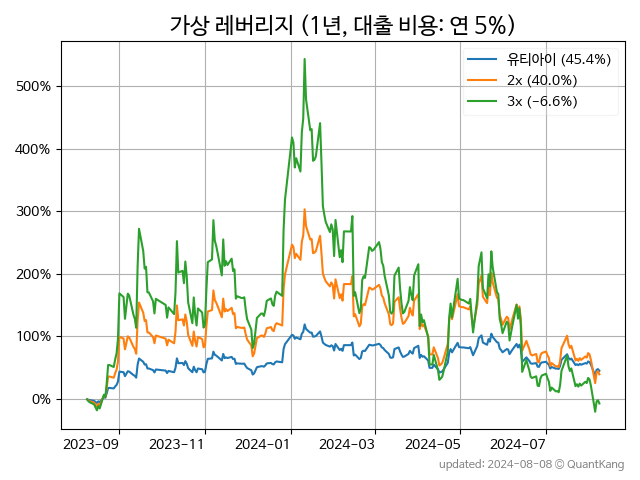 가상 레버리지 (1년, 대출 비용: 연 5%)
유티아이 (45.4%)
2x (40.0%)
3x (-6.6%)
500%
400%
300%
200%
100%
0%
2023-09 2023-11 2024-01 2024-03 2024-05 2024-07
updated: 2024-08-08 © QuantKang